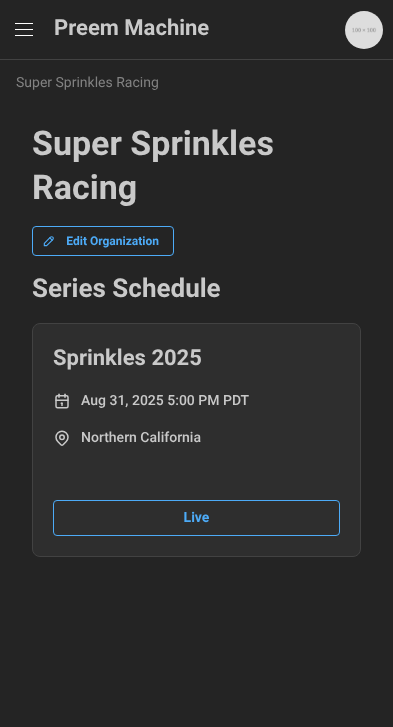 Preem Machine
100 × 100
Super Sprinkles Racing
Super Sprinkles
Racing
Edit Organization
Series Schedule
Sprinkles 2025
Aug 31, 2025 5:00 PM PDT
Northern California
Live